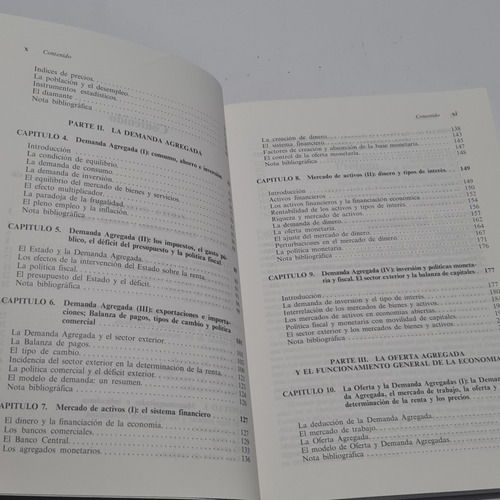 x Contenido
Indices de precios.
La población y el desempleo.
Instrumentos estadísticos.
El diamante
Nota bibliográfica
PARTE II. LA DEMANDA AGREGADA
CAPITULO 4. Demanda Agregada (I): consumo, ahorro e inversión
Introducción
La condición de equilibrio.
La demanda de consumo.
La demanda de inversión.
El equilibrio del mercado de bienes y servicios.
El efecto multiplicador.
La paradoja de la frugalidad.
El pleno empleo y la inflación.
Nota bibliográfica.
CAPITULO 5. Demanda Agregada (II): los impuestos, el gasto público, el déficit del presupuesto y la política fiscal
El Estado y la Demanda Agregada.
Los efectos de la intervención del Estado sobre la renta.
La política fiscal.
El presupuesto del Estado y el déficit.
Nota bibliográfica.
CAPITULO 6. Demanda Agregada (III): exportaciones e importaciones; Balanza de pagos, tipos de cambio y política comercial
La Demanda Agregada y el sector exterior.
La Balanza de pagos.
El tipo de cambio.
Incidencia del sector exterior en la determinación de la renta.
La política comercial y el déficit exterior.
El modelo de demanda: un resumen.
Nota bibliográfica
CAPITULO 7. Mercado de activos (I): el sistema financiero 127
El dinero y la financiación de la economía. 127
Los bancos comerciales.
El Banco Central.
Los agregados monetarios. 136
Contenido xi
La creación de dinero. 138
El sistema financiero. 143
Factores de creación y absorción de la base monetaria. 145
El control de la oferta monetaria. 147
Nota bibliográfica 148
CAPITULO 8. Mercado de activos (II): dinero y tipos de interés. 149
Introducción 149
Activos financieros 150
Los activos financieros y la financiación económica 152
Rentabilidad de los activos y tipos de interés. 154
Riqueza y mercado de activos. 156
La demanda de dinero. 157
La oferta monetaria. 162
El ajuste del mercado de dinero. 164
Perturbaciones en el mercado de dinero. 167
La política monetaria. 171
Nota bibliográfica. 176
CAPITULO 9. Demanda Agregada (IV): inversión y políticas monetaria y fiscal. El sector exterior y la balanza de capitales. 177
Introducción. 177
La demanda de inversión y el tipo de interés.
Interrelación de los mercados de bienes y activos.
Los mercados de activos en economías abiertas.
Política fiscal y monetaria con movilidad de capitales.
El sector exterior y los mercados de bienes y activos.
Nota bibliográfica.
PARTE III. LA OFERTA AGREGADA
Y EL FUNCIONAMIENTO GENERAL DE LA ECONOMIA
CAPITULO 10. La Oferta y la Demanda Agregadas (I): la Demanda Agregada, el mercado de trabajo, la oferta y determinación de la renta y los precios.
La deducción de la Demanda Agregada.
El mercado de trabajo.
La Oferta Agregada.
El modelo de Oferta y Demanda Agregadas.
Nota bibliográfica.